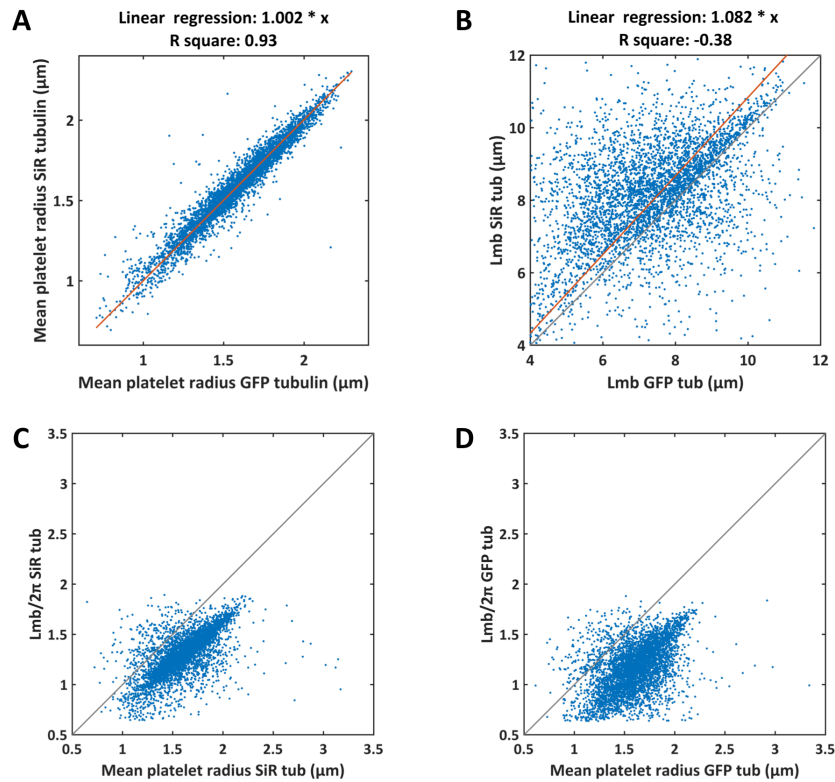 A
Linear regression: 1.002 * x
R square: 0.93
Mean platelet radius SiR tubulin (µm)
2
1.5
1
1
1.5
2
Mean platelet radius GFP tubulin (µm)
B
Linear regression: 1.082 * x
R square: -0.38
Lmb SiR tub (µm)
12
10
8
6
4
4
6
8
10
12
Lmb GFP tub (µm)
C
Lmb/2π SiR tub
3.5
3
2.5
2
1.5
1
0.5
0.5
1
1.5
2
2.5
3
3.5
Mean platelet radius SiR tub (µm)
D
Lmb/2π GFP tub
3.5
3
2.5
2
1.5
1
0.5
0.5
1
1.5
2
2.5
3
3.5
Mean platelet radius GFP tub (µm)